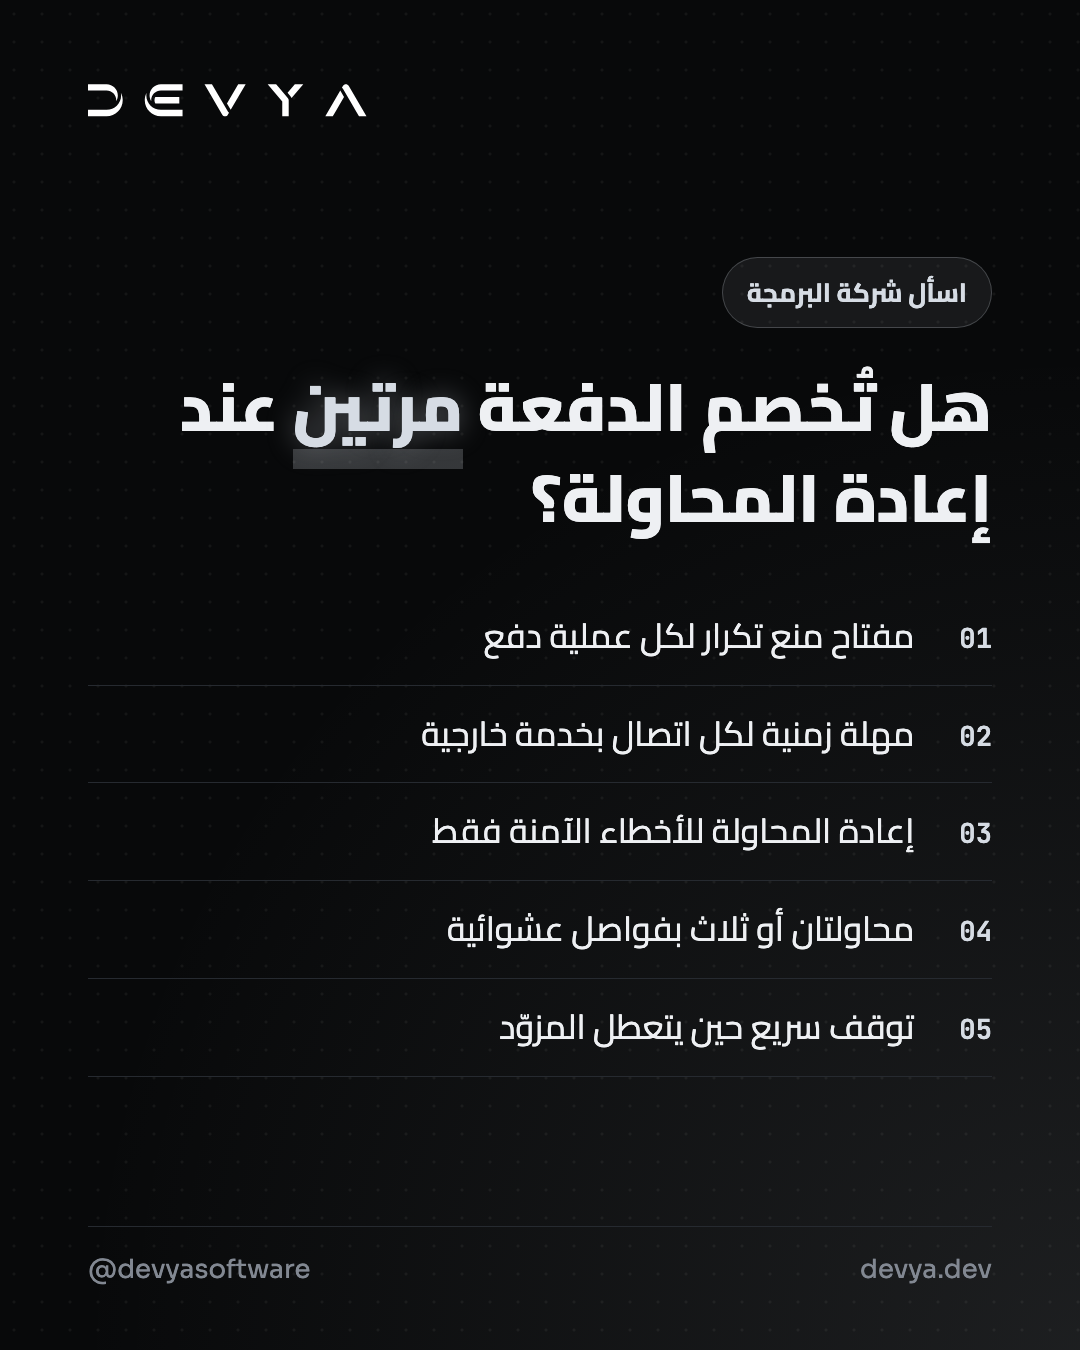 DEVYA
اسأل شركة البرمجة
هل تُخصم الدفعة مرتين عند
إعادة المحاولة؟
01 مفتاح منع تكرار لكل عملية دفع
02 مهلة زمنية لكل اتصال بخدمة خارجية
03 إعادة المحاولة للأخطاء الآمنة فقط
04 محاولتان أو ثلاث بفواصل عشوائية
05 توقف سريع حين يتعطل المزوّد
@devyasoftware
devya.dev